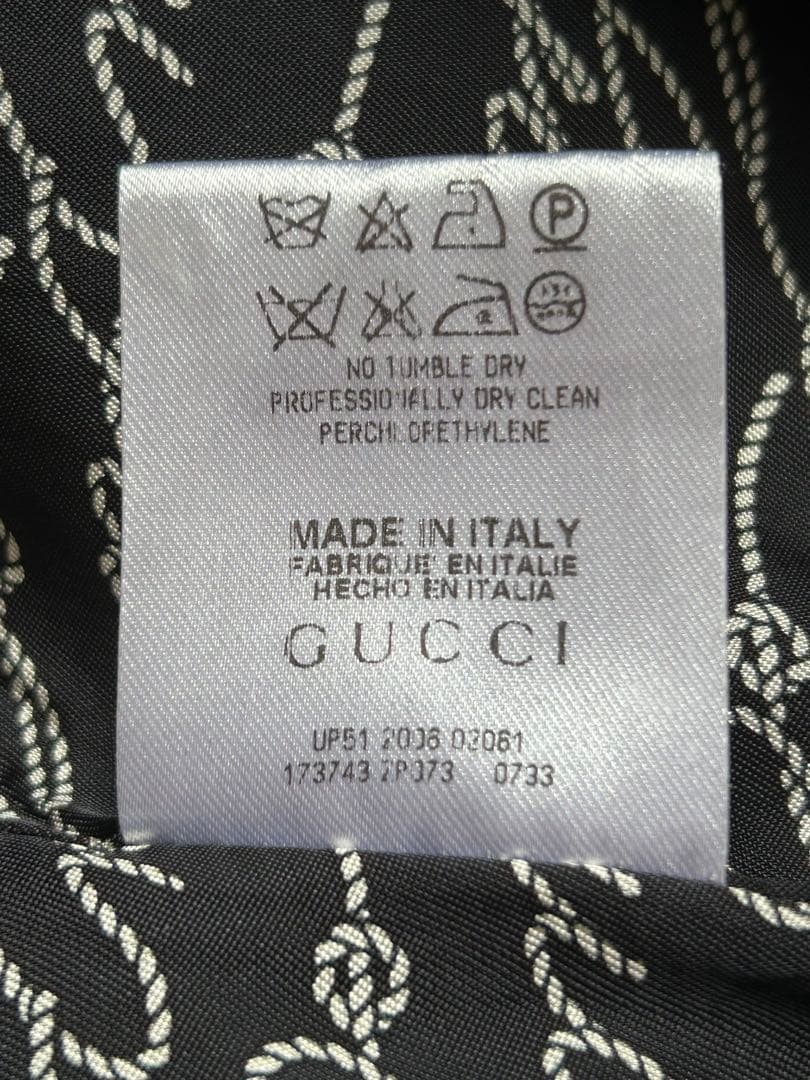 P
NO TUMBLE DRY
PROFESSIONALLY DRY CLEAN
PERCHLORETHYLENE
MADE IN ITALY
FABRIQUE EN ITALIE
HECHO EN ITALIA
GUCCI
UP51 2006 02061
173743 ZP373 0733